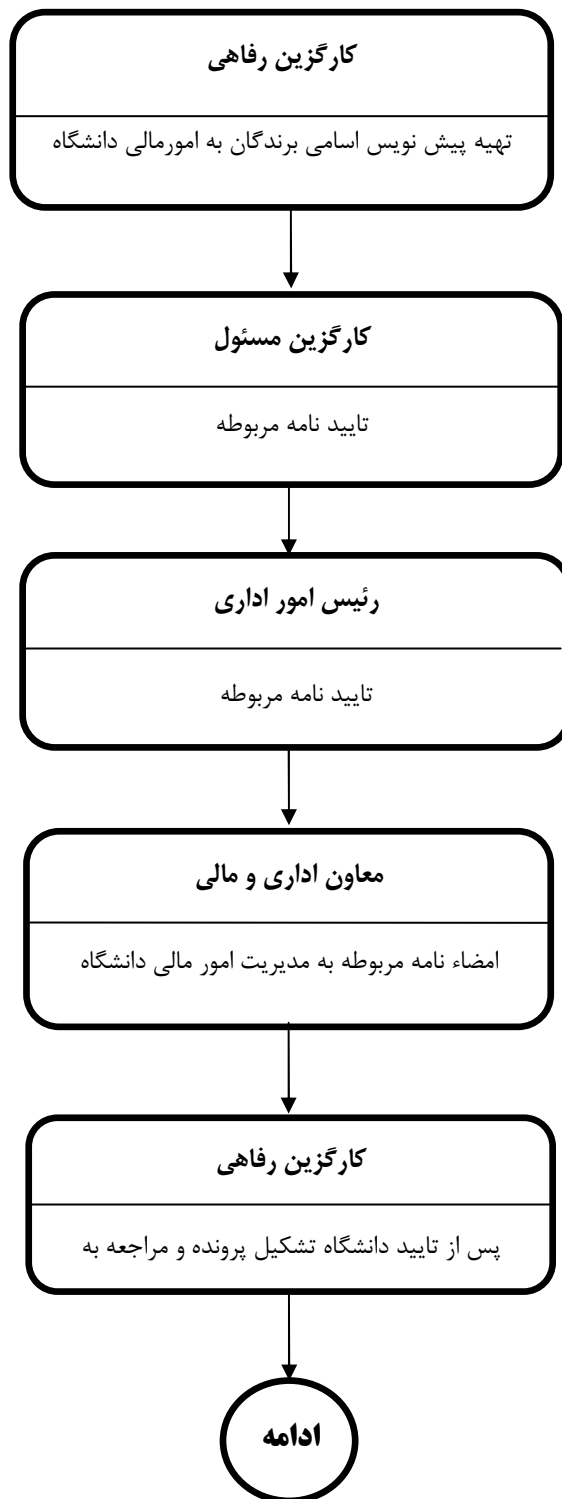 کارگزین رفاهی
تهیه پیش نویس اسامی برندگان به امورمالی دانشگاه
کارگزین مسئول
تایید نامه مربوطه
رئیس امور اداری
تایید نامه مربوطه
معاون اداری و مالی
امضاء نامه مربوطه به مدیریت امور مالی دانشگاه
کارگزین رفاهی
پس از تایید دانشگاه تشکیل پرونده و مراجعه به
ادامه